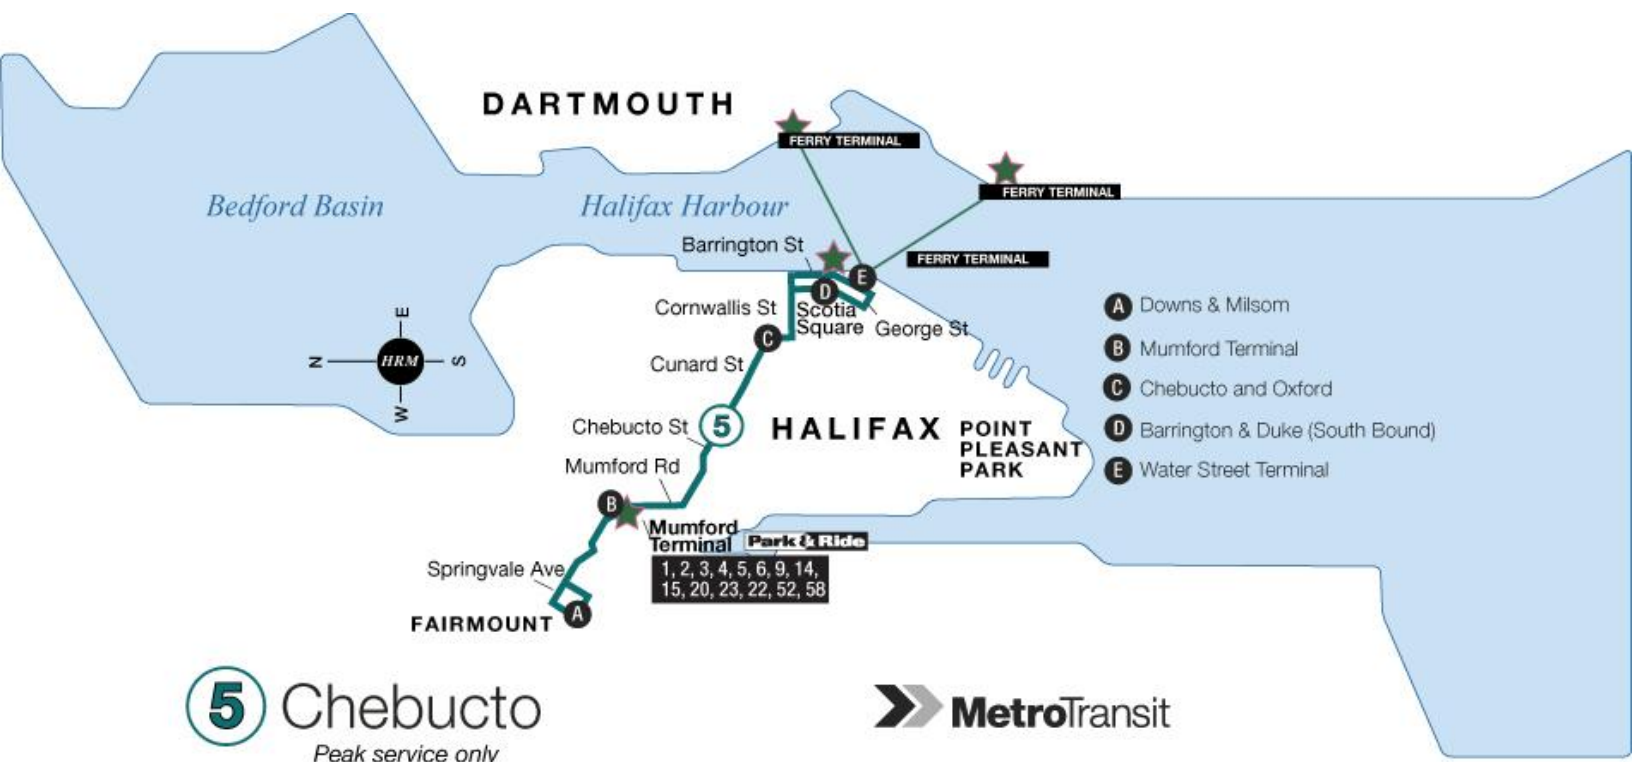 DARTMOUTH
FERRY TERMINAL
FERRY TERMINAL
Bedford Basin
Halifax Harbour
Barrington St
FERRY TERMINAL
E
D
Cornwallis St
Scotia
Square
George St
C
Cunard St
E
N
HRM
S
W
A Downs & Milsom
B Mumford Terminal
C Chebucto and Oxford
D Barrington & Duke (South Bound)
E Water Street Terminal
Chebucto St
5
HALIFAX
POINT
PLEASANT
PARK
Mumford Rd
B
Mumford
Terminal
Park & Ride
1, 2, 3, 4, 5, 6, 9, 14,
15, 20, 23, 22, 52, 58
Springvale Ave
A
FAIRMOUNT
5 Chebucto
Peak service only
MetroTransit